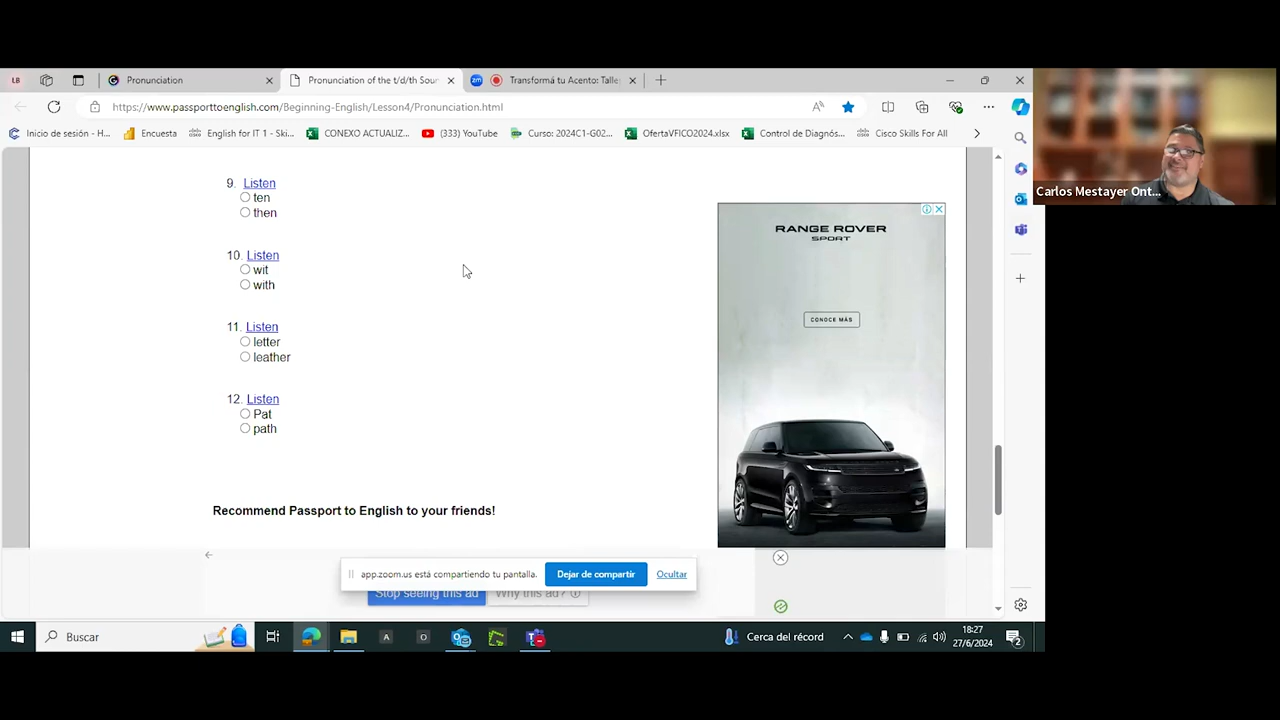 LB
Pronunciation
Pronunciation of the t/d/th Soun
zm
Transformá tu Acento: Talle
https://www.passporttoenglish.com/Beginning-English/Lesson4/Pronunciation.html
Inicio de sesión - H...
Encuesta
English for IT 1 - Ski...
CONEXO ACTUALIZ...
(333) YouTube
Curso: 2024C1-G02...
OfertaVFICO2024.xlsx
Control de Diagnós...
Cisco Skills For All
Carlos Mestayer Ont...
9. Listen
ten
then
10. Listen
wit
with
11. Listen
letter
leather
12. Listen
Pat
path
RANGE ROVER
SPORT
CONOCE MÁS
Recommend Passport to English to your friends!
app.zoom.us está compartiendo tu pantalla.
Dejar de compartir
Ocultar
Stop seeing this ad
Why this ad?
Buscar
A
O
Cerca del récord
18:27
27/6/2024
2